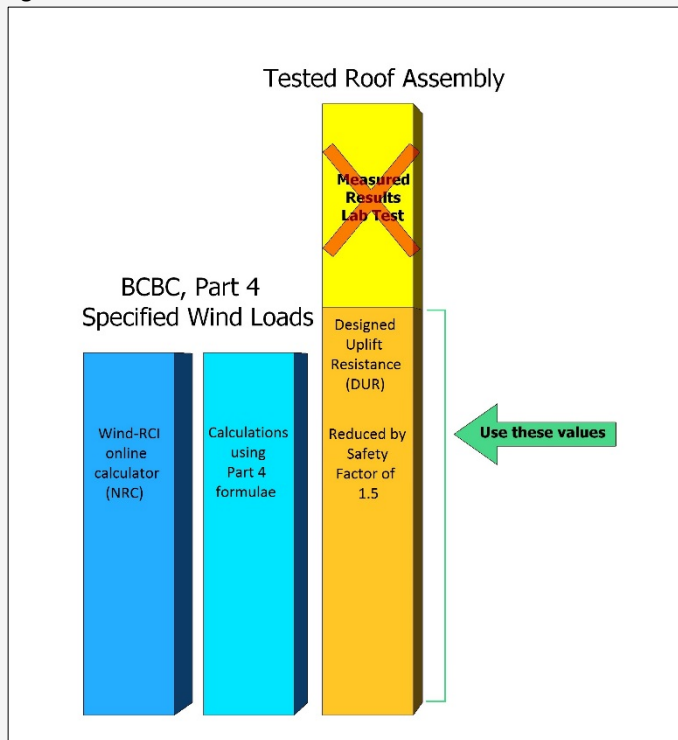 Tested Roof Assembly
Measured
Results
Lab Test
BCBC, Part 4
Specified Wind Loads
Wind-RCI
online
calculator
(NRC)
Calculations
using
Part 4
formulae
Designed
Uplift
Resistance
(DUR)
Reduced by
Safety
Factor of
1.5
Use these values